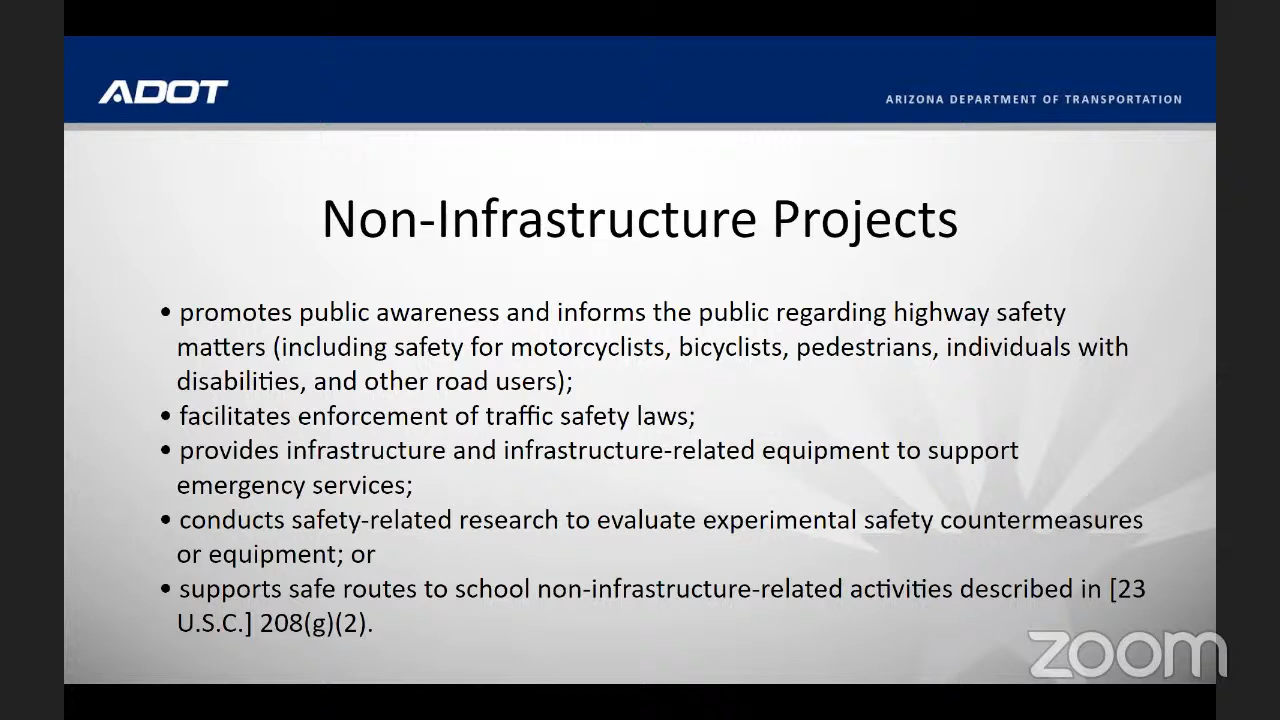 ADOT
ARIZONA DEPARTMENT OF TRANSPORTATION
Non-Infrastructure Projects
• promotes public awareness and informs the public regarding highway safety
matters (including safety for motorcyclists, bicyclists, pedestrians, individuals with
disabilities, and other road users);
• facilitates enforcement of traffic safety laws;
• provides infrastructure and infrastructure-related equipment to support
emergency services;
• conducts safety-related research to evaluate experimental safety countermeasures
or equipment; or
• supports safe routes to school non-infrastructure-related activities described in [23
U.S.C.] 208(g)(2).
zoom